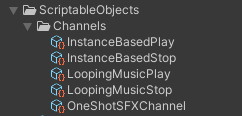 ScriptableObjects
Channels
InstanceBasedPlay
InstanceBasedStop
LoopingMusicPlay
LoopingMusicStop
OneShotSFXChannel